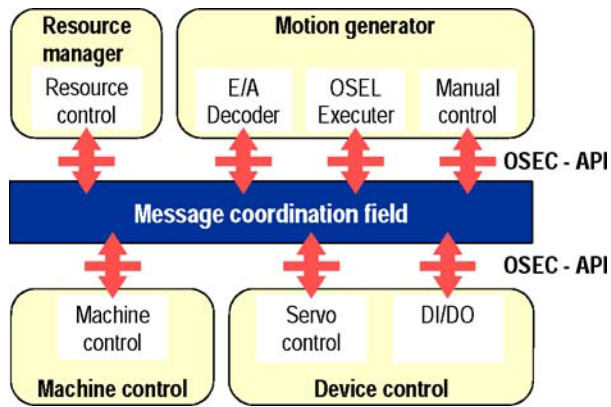 Resource
manager
Motion generator
Resource
control
E/A
Decoder
OSEL
Executer
Manual
control
OSEC - API
Message coordination field
OSEC - API
Machine
control
Servo
control
DI/DO
Machine control
Device control